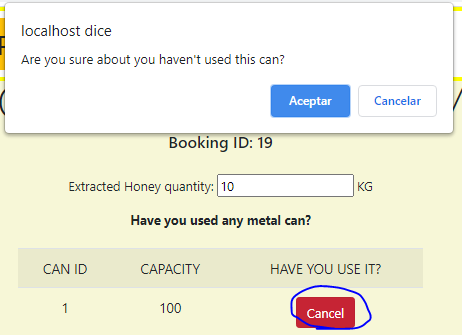 localhost dice
Are you sure about you haven't used this can?
Aceptar Cancelar
Booking ID: 19
Extracted Honey quantity: 10 KG
Have you used any metal can?
CAN ID CAPACITY HAVE YOU USE IT?
1 100 Cancel